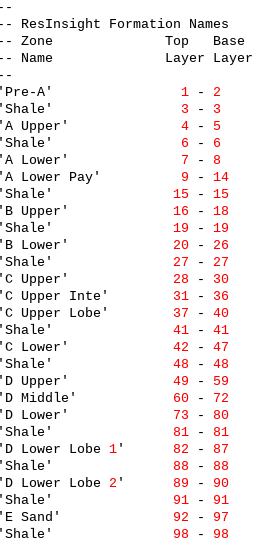 --
-- ResInsight Formation Names
-- Zone              Top   Base
-- Name              Layer Layer
--
'Pre-A'                1 - 2
'Shale'                3 - 3
'A Upper'              4 - 5
'Shale'                6 - 6
'A Lower'              7 - 8
'A Lower Pay'          9 - 14
'Shale'               15 - 15
'B Upper'             16 - 18
'Shale'               19 - 19
'B Lower'             20 - 26
'Shale'               27 - 27
'C Upper'             28 - 30
'C Upper Inte'        31 - 36
'C Upper Lobe'        37 - 40
'Shale'               41 - 41
'C Lower'             42 - 47
'Shale'               48 - 48
'D Upper'             49 - 59
'D Middle'            60 - 72
'D Lower'             73 - 80
'Shale'               81 - 81
'D Lower Lobe 1'      82 - 87
'Shale'               88 - 88
'D Lower Lobe 2'      89 - 90
'Shale'               91 - 91
'E Sand'              92 - 97
'Shale'               98 - 98